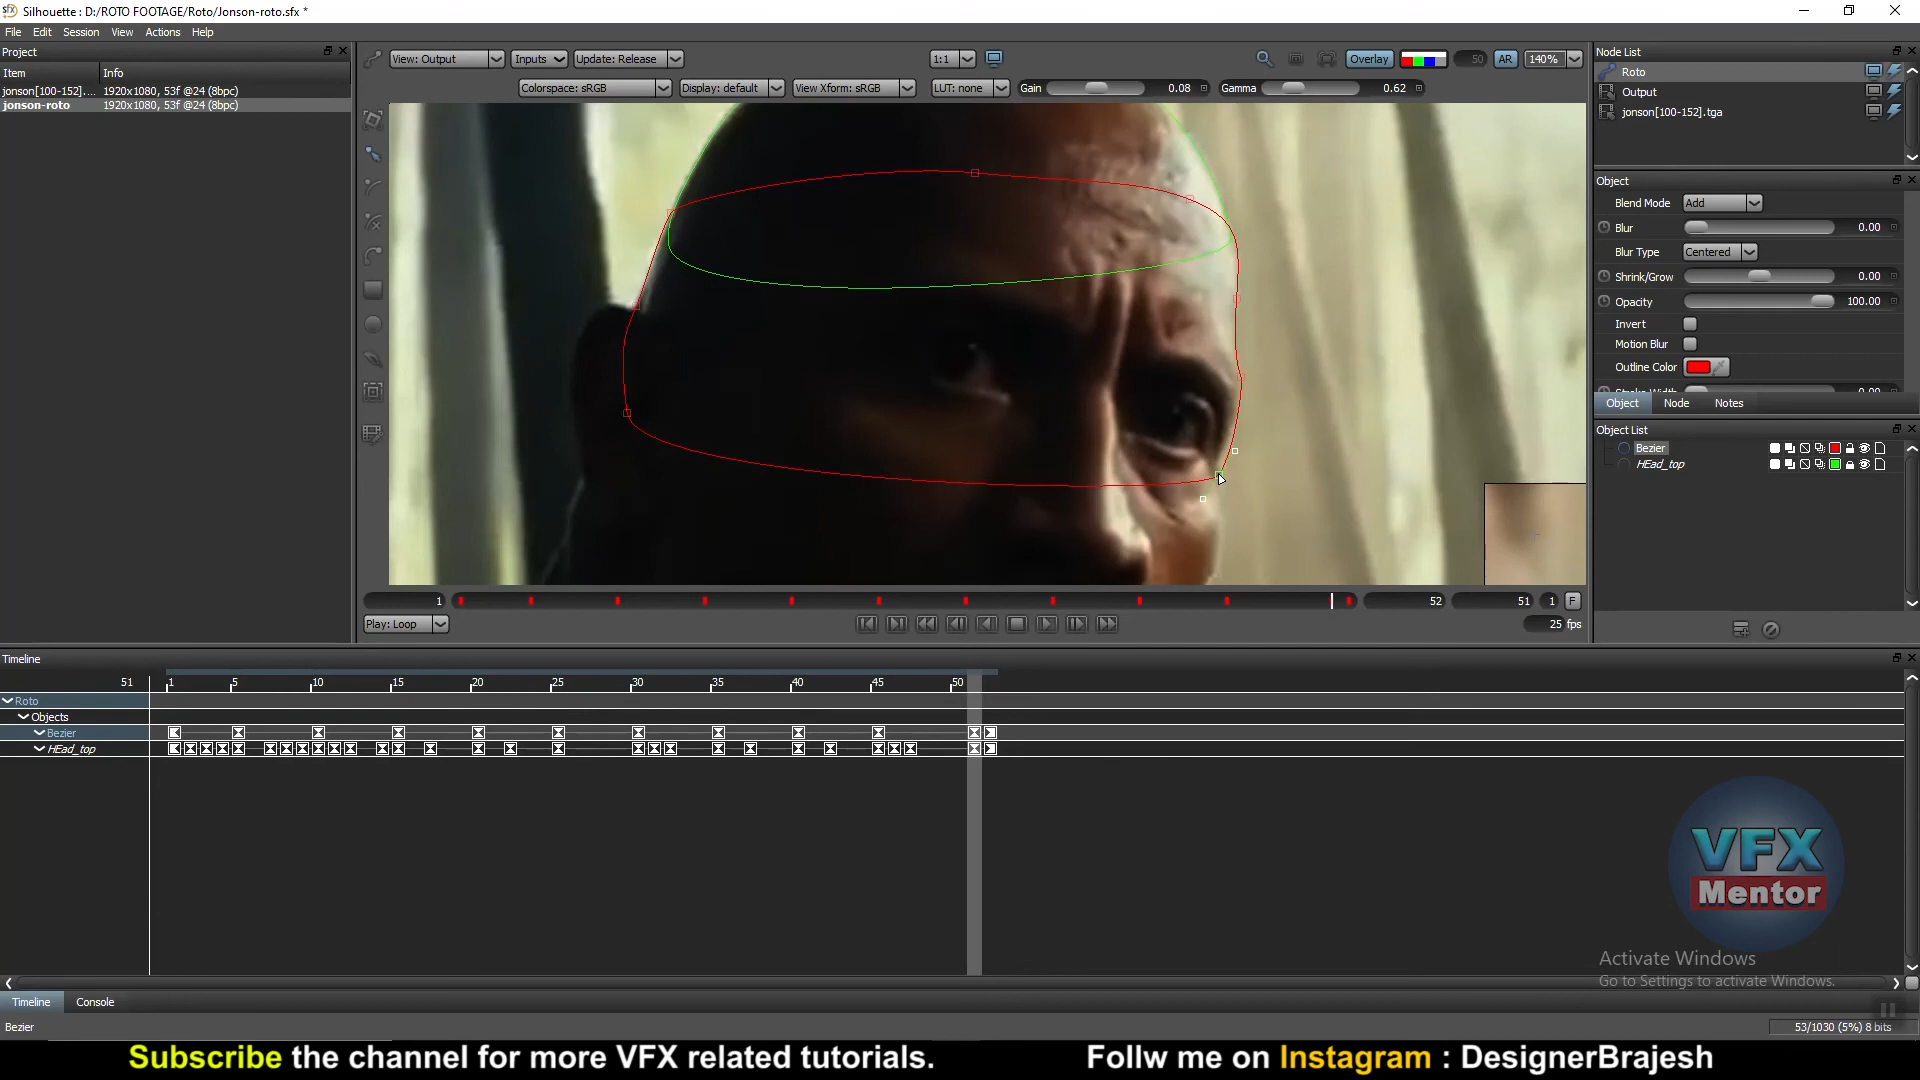 Silhouette : D:/ROTO FOOTAGE/Roto/Jonson-roto.sfx *
File Edit Session View Actions Help
Project
Item Info
jonson[100-152].... 1920x1080, 53f @24 (8bpc)
jonson-roto 1920x1080, 53f @24 (8bpc)
View: Output Inputs Update: Release 1:1 Overlay 50 AR 140%
Colorspace: sRGB Display: default View Xform: sRGB LUT: none Gain 0.08 Gamma 0.62
Node List
Roto
Output
jonson[100-152].tga
Object
Blend Mode Add
Blur 0.00
Blur Type Centered
Shrink/Grow 0.00
Opacity 100.00
Invert
Motion Blur
Outline Color
Object Node Notes
Object List
Bezier
HEad_top
1 52 51 1 F
Play: Loop 25 fps
Timeline
51 1 5 10 15 20 25 30 35 40 45 50
Roto
Objects
Bezier
HEad_top
VFX
Mentor
Activate Windows
Go to Settings to activate Windows.
Timeline Console
Bezier 53/1030 (5%) 8 bits
Subscribe the channel for more VFX related tutorials. Follw me on Instagram : DesignerBrajesh